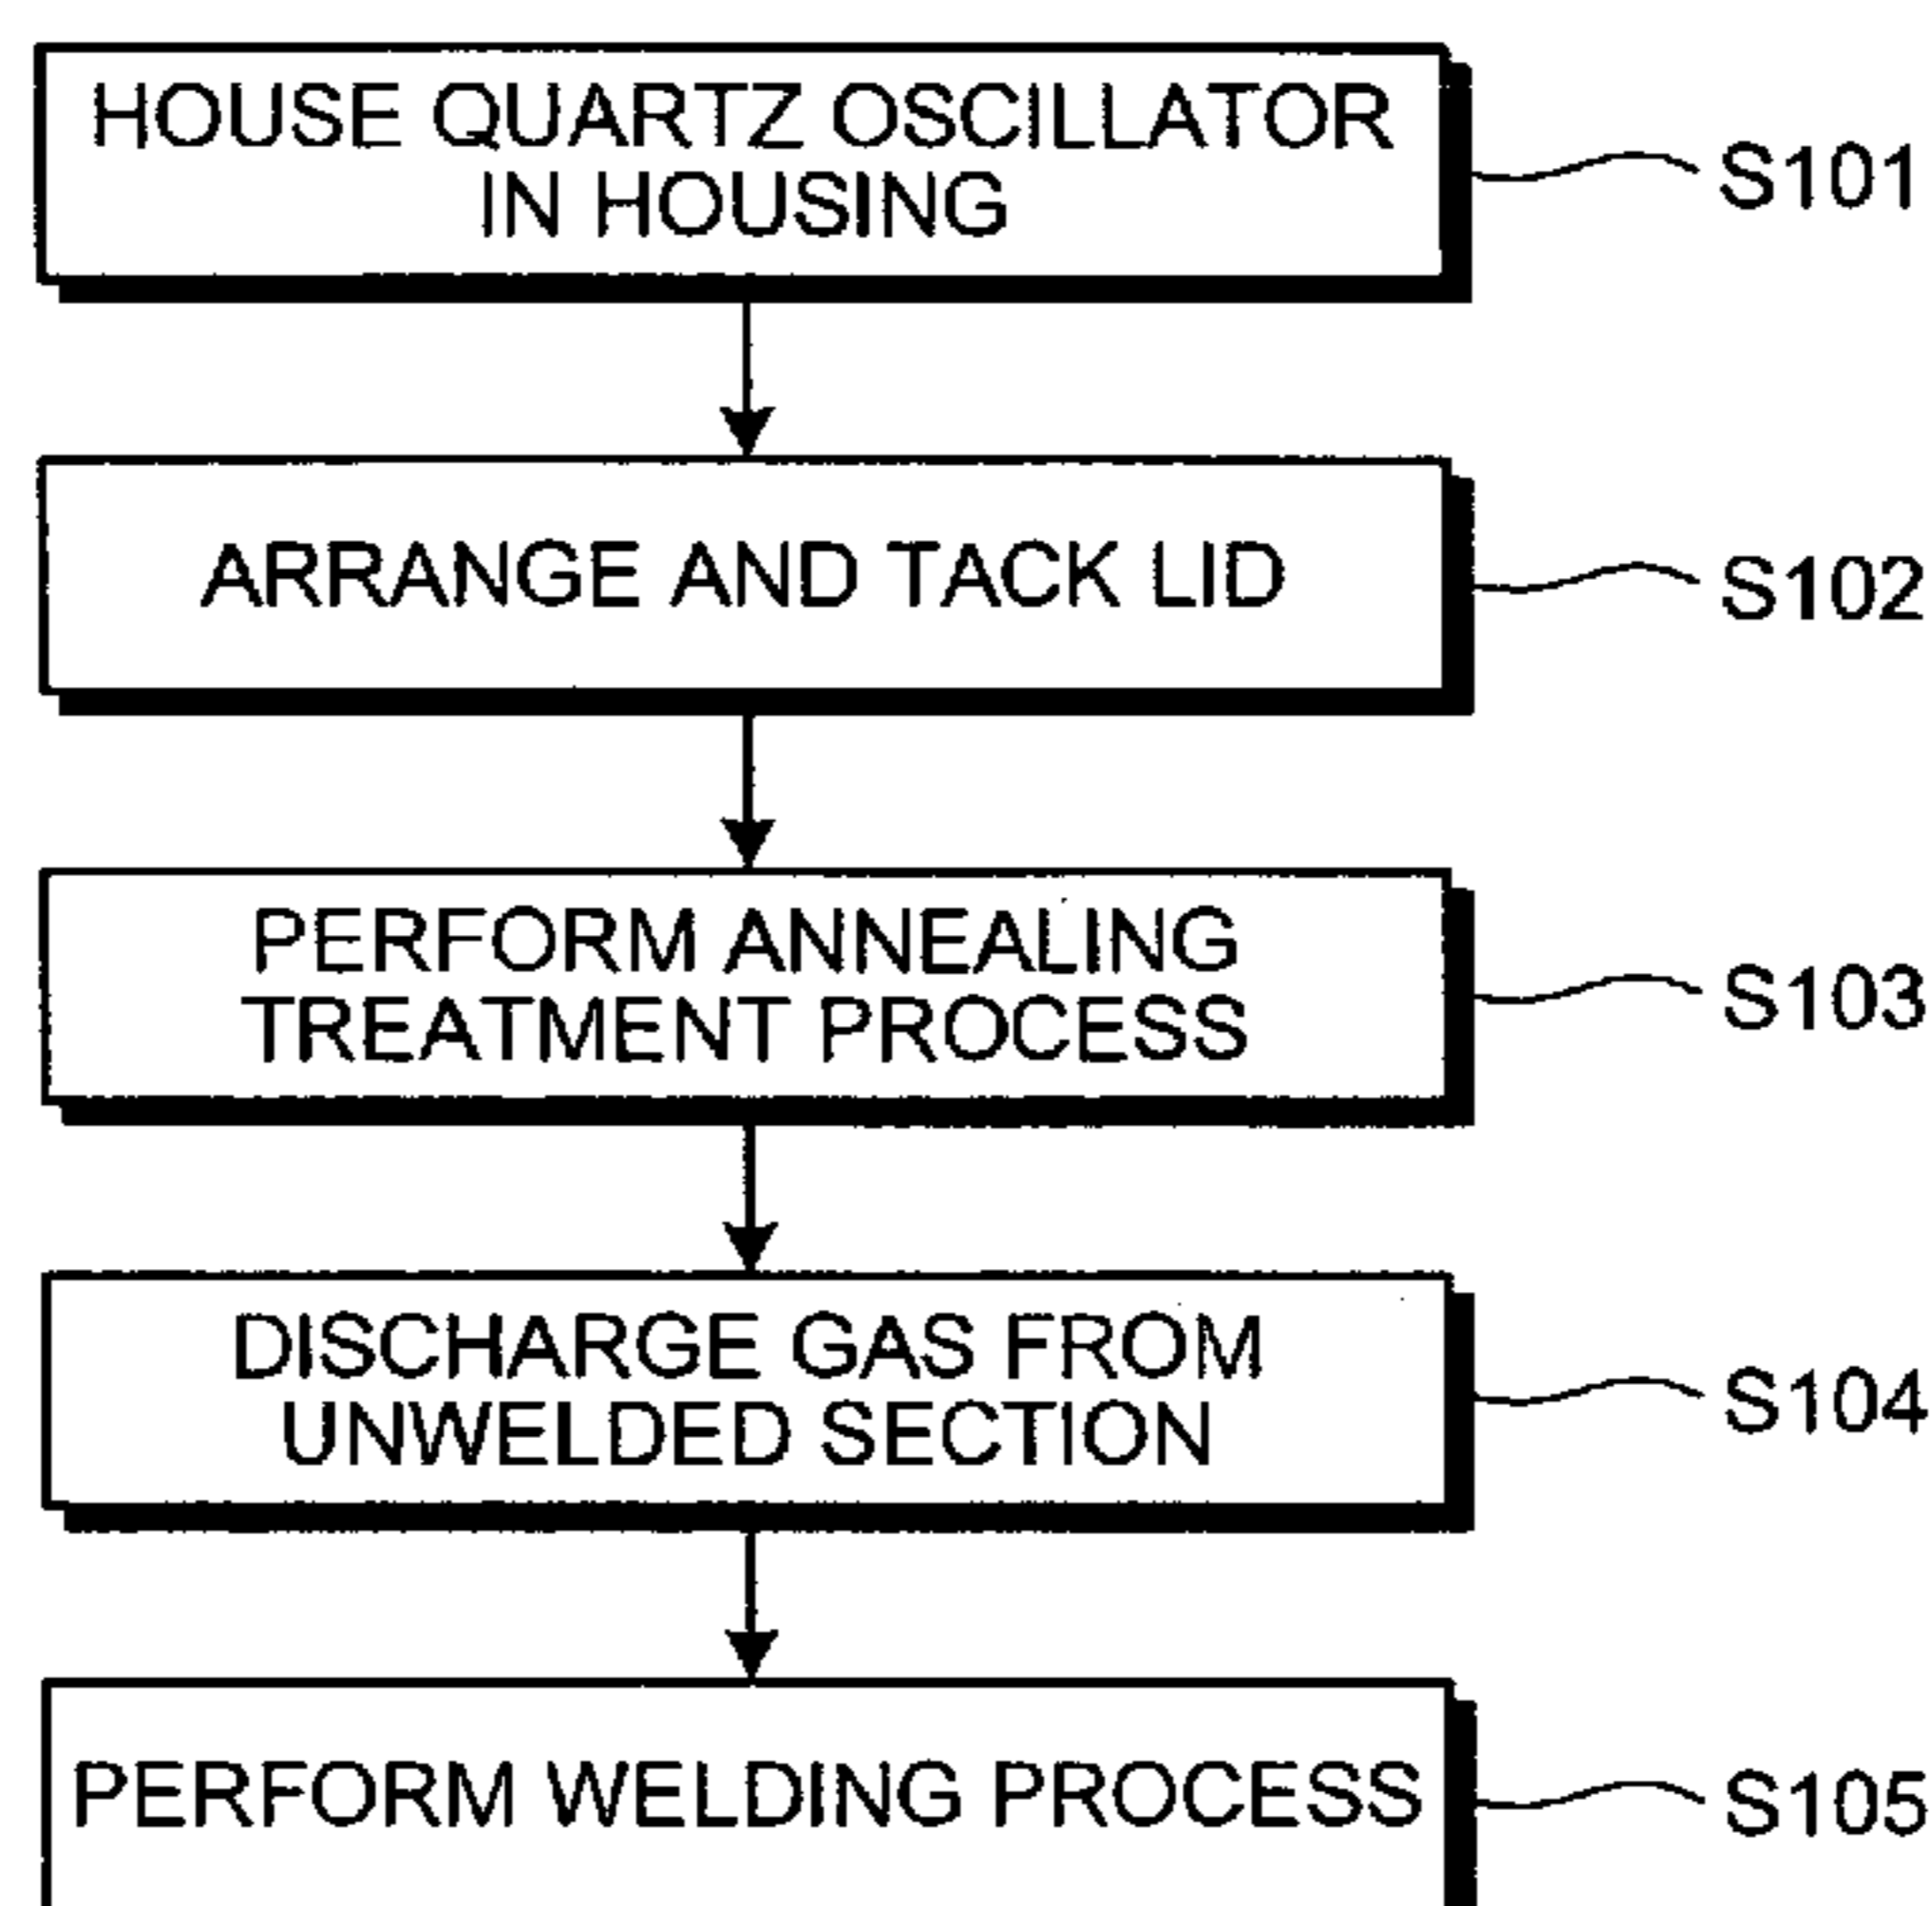 HOUSE QUARTZ OSCILLATOR
IN HOUSING
S101
ARRANGE AND TACK LID
S102
PERFORM ANNEALING
TREATMENT PROCESS
S103
DISCHARGE GAS FROM
UNWELDED SECTION
S104
PERFORM WELDING PROCESS
S105